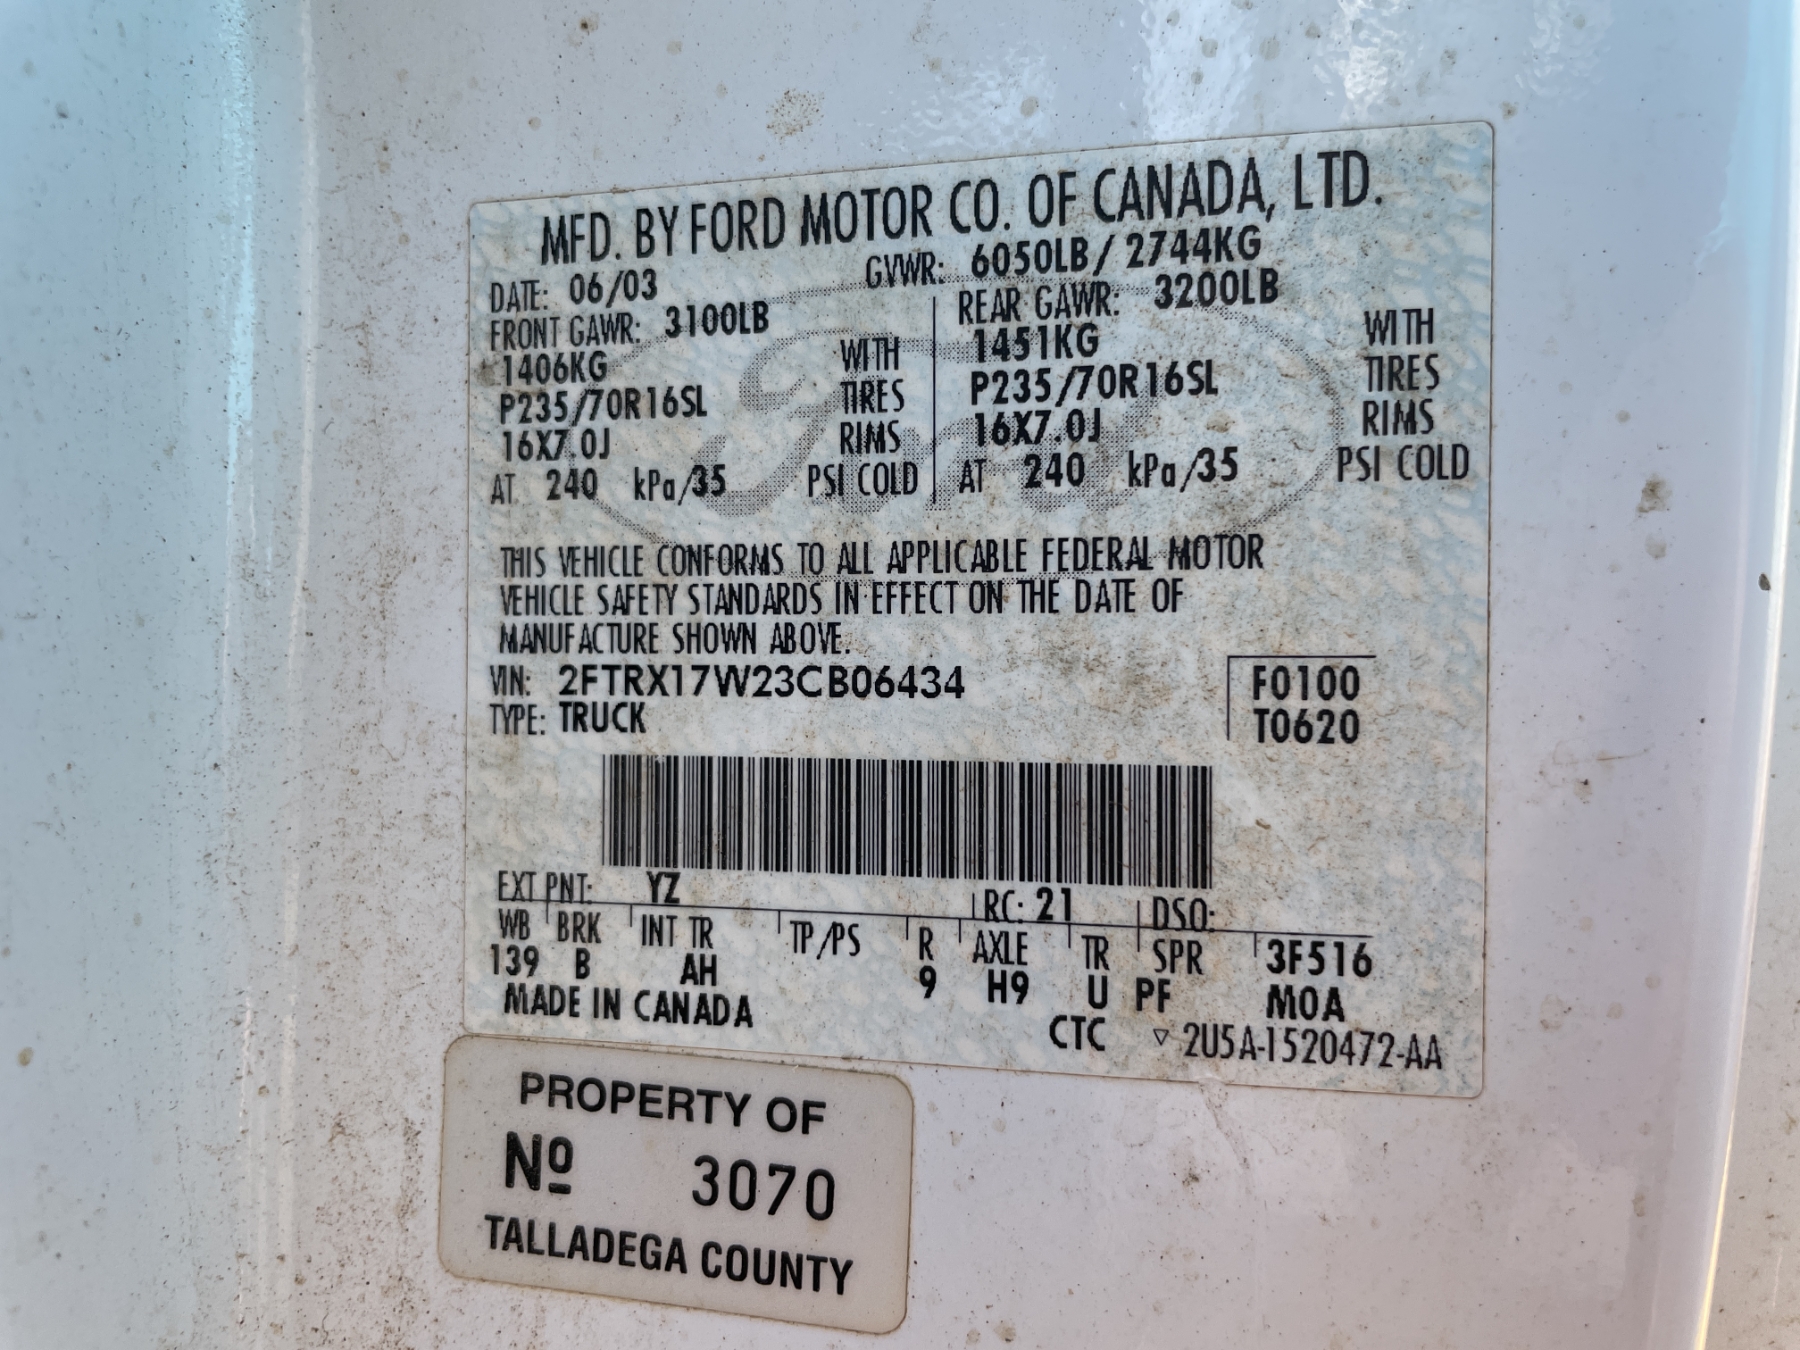 MFD. BY FORD MOTOR CO. OF CANADA, LTD.
DATE: 06/03 GVWR: 6050LB/ 2744KG
FRONT GAWR: 3100LB REAR GAWR: 3200LB
1406KG WITH 1451KG WITH
P235/70R16SL TIRES P235/70R16SL TIRES
16X7.0J RIMS 16X7.0J RIMS
AT 240 kPa/35 PSI COLD AT 240 kPa/35 PSI COLD
Ford
THIS VEHICLE CONFORMS TO ALL APPLICABLE FEDERAL MOTOR
VEHICLE SAFETY STANDARDS IN EFFECT ON THE DATE OF
MANUFACTURE SHOWN ABOVE.
VIN: 2FTRX17W23CB06434 F0100
TYPE: TRUCK T0620
EXT PNT: YZ RC: 21 DSO:
WB BRK INT TR TP/PS R AXLE TR SPR 3F516
139 B AH 9 H9 U PF M0A
MADE IN CANADA CTC ▽ 2U5A-1520472-AA
PROPERTY OF
Nº 3070
TALLADEGA COUNTY